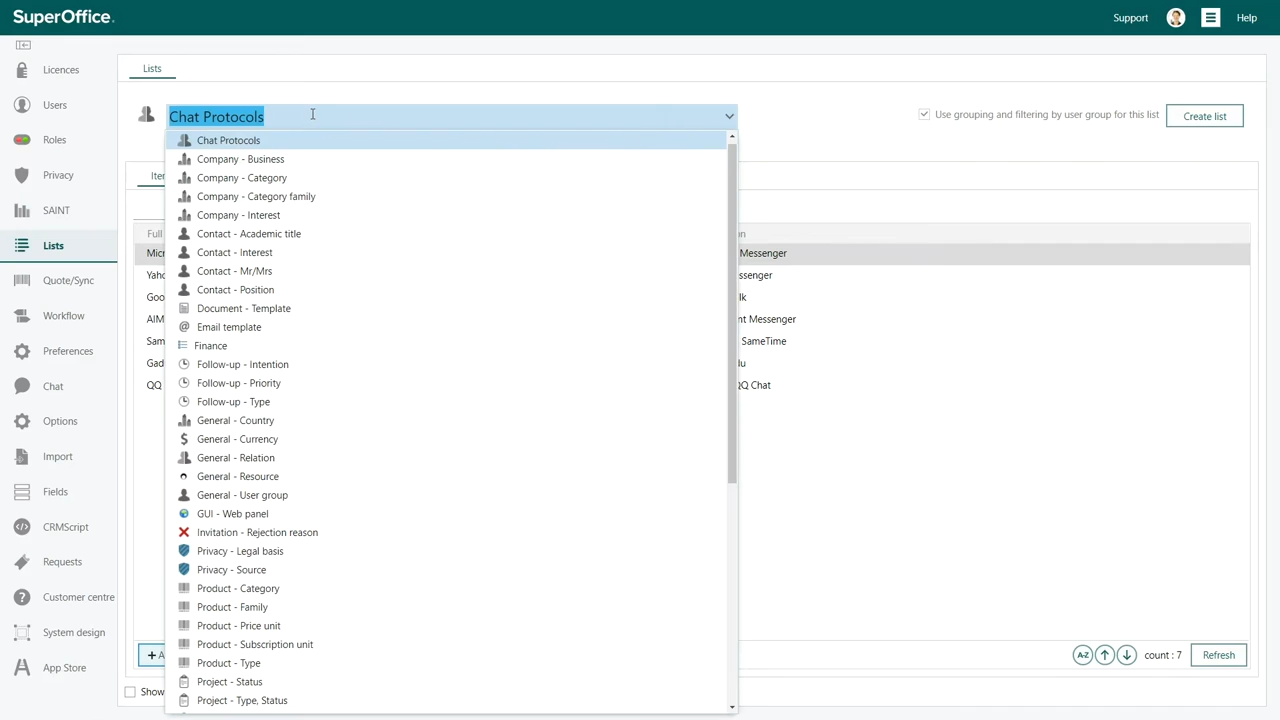 SuperOffice.
Support
Help
Licences
Users
Roles
Privacy
SAINT
Lists
Quote/Sync
Workflow
Preferences
Chat
Options
Import
Fields
CRMScript
Requests
Customer centre
System design
App Store
Lists
Chat Protocols
Use grouping and filtering by user group for this list
Create list
Chat Protocols
Company - Business
Company - Category
Company - Category family
Company - Interest
Contact - Academic title
Contact - Interest
Contact - Mr/Mrs
Contact - Position
Document - Template
Email template
Finance
Follow-up - Intention
Follow-up - Priority
Follow-up - Type
General - Country
General - Currency
General - Relation
General - Resource
General - User group
GUI - Web panel
Invitation - Rejection reason
Privacy - Legal basis
Privacy - Source
Product - Category
Product - Family
Product - Price unit
Product - Subscription unit
Product - Type
Project - Status
Project - Type, Status
Full
AIM
QQ
Messenger
nt Messenger
SameTime
QQ Chat
A-Z
count : 7
Refresh
Show